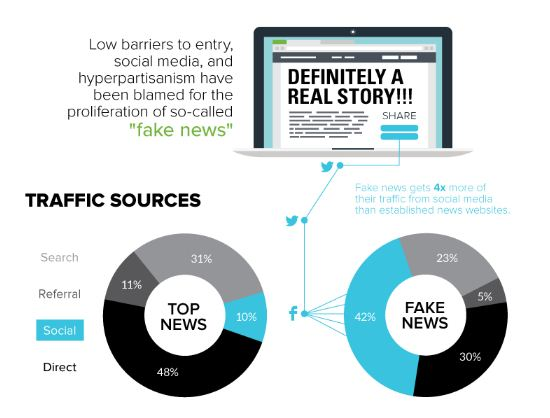 Low barriers to entry,
social media, and
hyperpartisanism have
been blamed for the
proliferation of so-called
"fake news"
DEFINITELY A
REAL STORY!!!
SHARE
Fake news gets 4x more of
their traffic from social media
than established news websites.
TRAFFIC SOURCES
Search
Referral
Social
Direct
31%
11%
10%
48%
TOP
NEWS
23%
5%
42%
30%
FAKE
NEWS